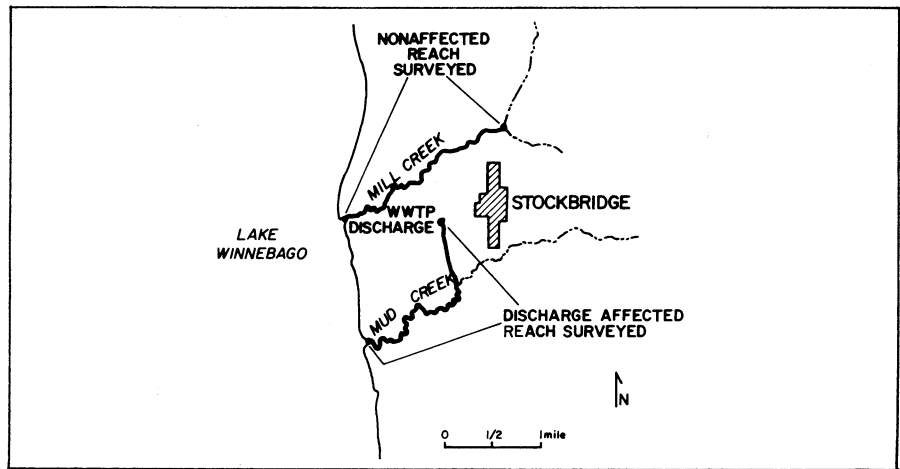 NONAFFECTED
REACH
SURVEYED
MILL CREEK
STOCKBRIDGE
WWTP
DISCHARGE
LAKE
WINNEBAGO
MUD CREEK
DISCHARGE AFFECTED
REACH SURVEYED
N
0 1/2 1 mile